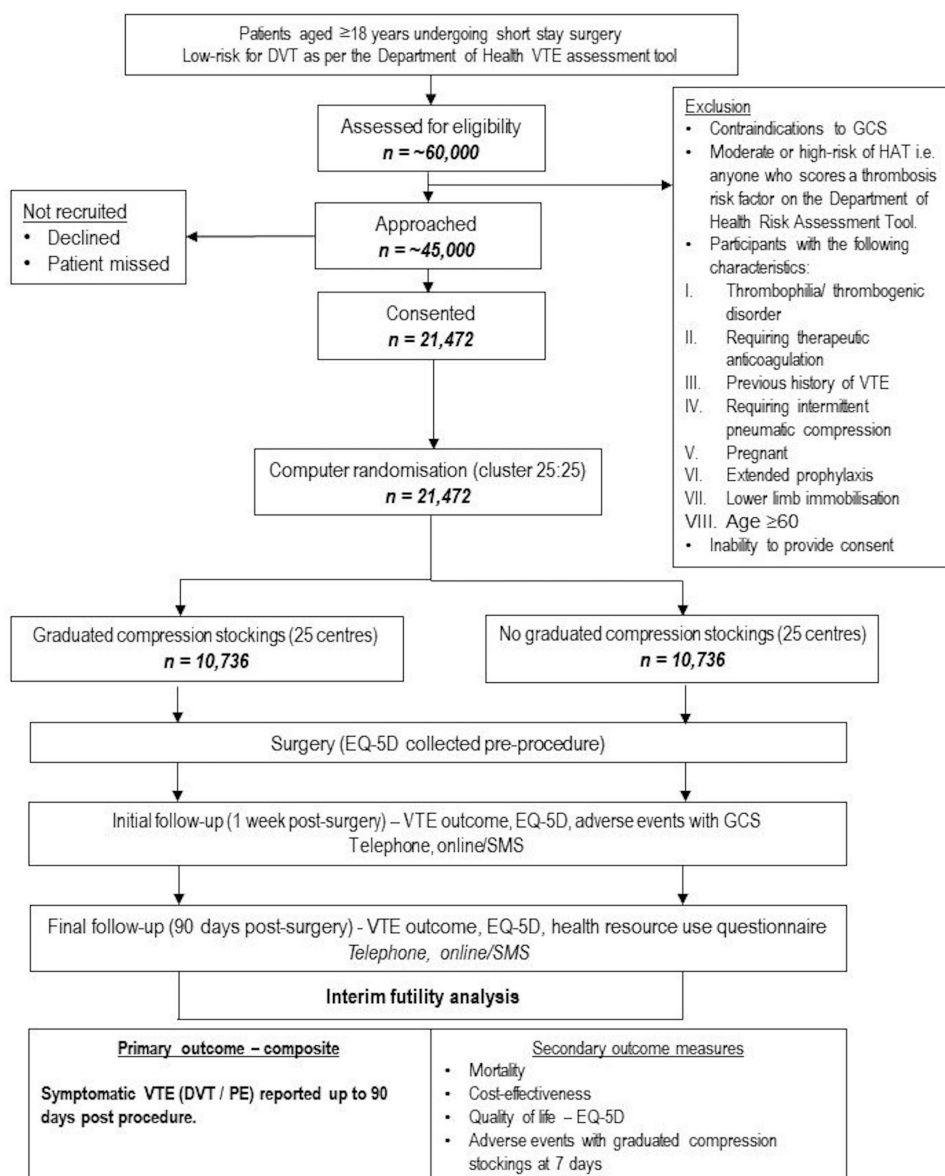 Patients aged ≥18 years undergoing short stay surgery
Low-risk for DVT as per the Department of Health VTE assessment tool
Assessed for eligibility
n = ~60,000
Exclusion
• Contraindications to GCS
• Moderate or high-risk of HAT i.e.
anyone who scores a thrombosis
risk factor on the Department of
Health Risk Assessment Tool.
• Participants with the following
characteristics:
I. Thrombophilia/ thrombogenic
disorder
II. Requiring therapeutic
anticoagulation
III. Previous history of VTE
IV. Requiring intermittent
pneumatic compression
V. Pregnant
VI. Extended prophylaxis
VII. Lower limb immobilisation
VIII. Age ≥60
• Inability to provide consent
Not recruited
• Declined
• Patient missed
Approached
n = ~45,000
Consented
n = 21,472
Computer randomisation (cluster 25:25)
n = 21,472
Graduated compression stockings (25 centres)
n = 10,736
No graduated compression stockings (25 centres)
n = 10,736
Surgery (EQ-5D collected pre-procedure)
Initial follow-up (1 week post-surgery) – VTE outcome, EQ-5D, adverse events with GCS
Telephone, online/SMS
Final follow-up (90 days post-surgery) - VTE outcome, EQ-5D, health resource use questionnaire
Telephone, online/SMS
Interim futility analysis
Primary outcome – composite
Symptomatic VTE (DVT / PE) reported up to 90
days post procedure.
Secondary outcome measures
• Mortality
• Cost-effectiveness
• Quality of life – EQ-5D
• Adverse events with graduated compression
stockings at 7 days